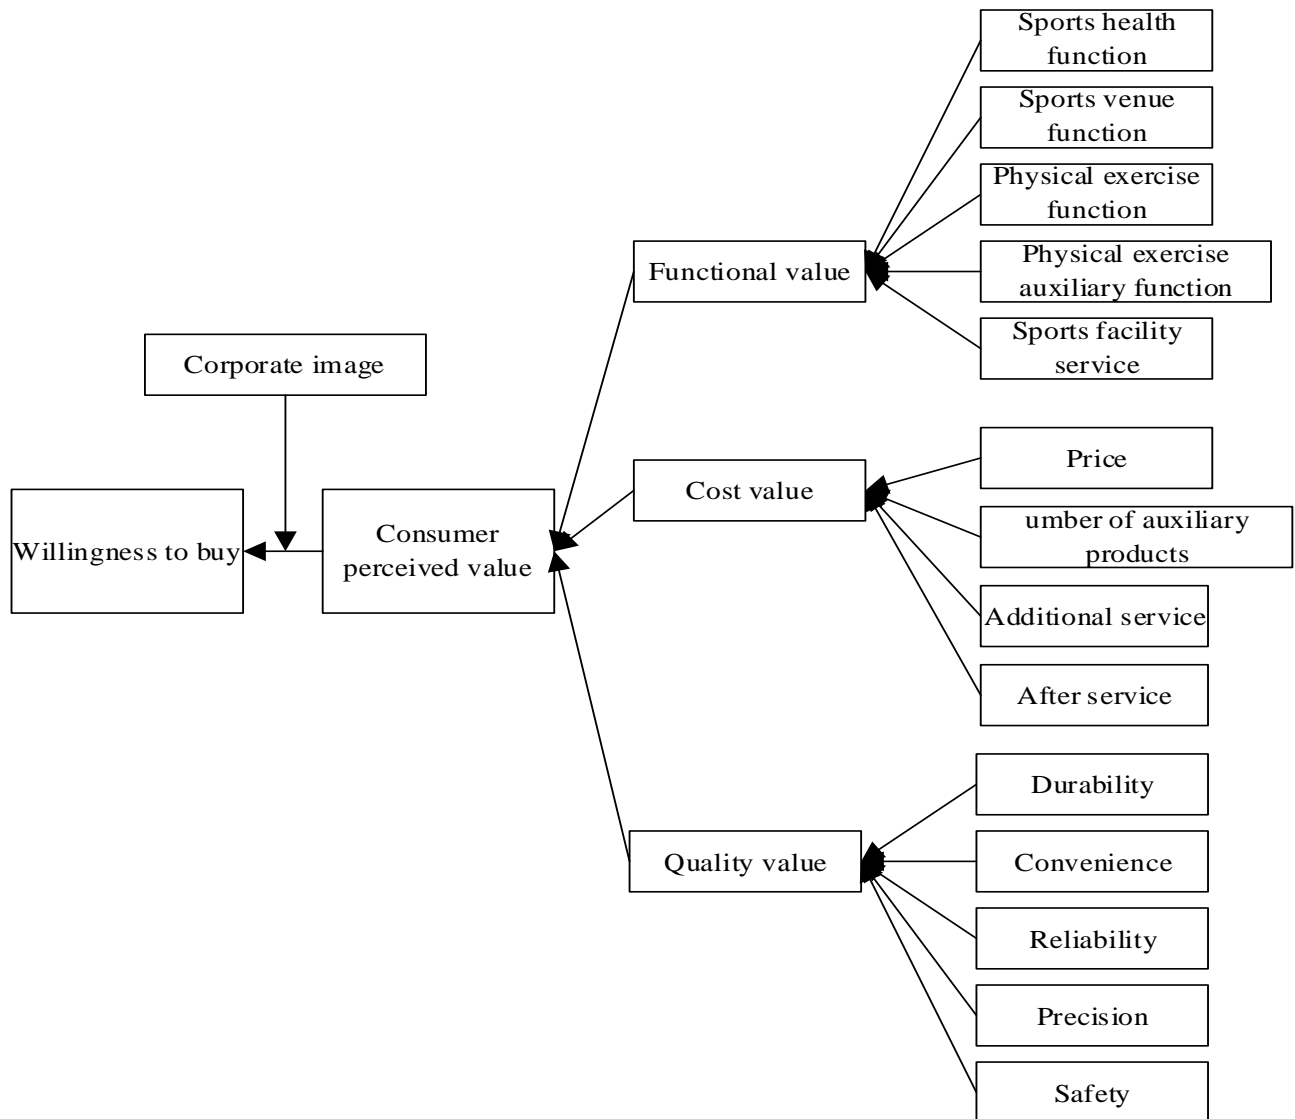 Sports health
function
Sports venue
function
Physical exercise
function
Functional value
Physical exercise
auxiliary function
Sports facility
service
Corporate image
Price
Cost value
umber of auxiliary
products
Willingness to buy
Consumer
perceived value
Additional service
After service
Durability
Quality value
Convenience
Reliability
Precision
Safety